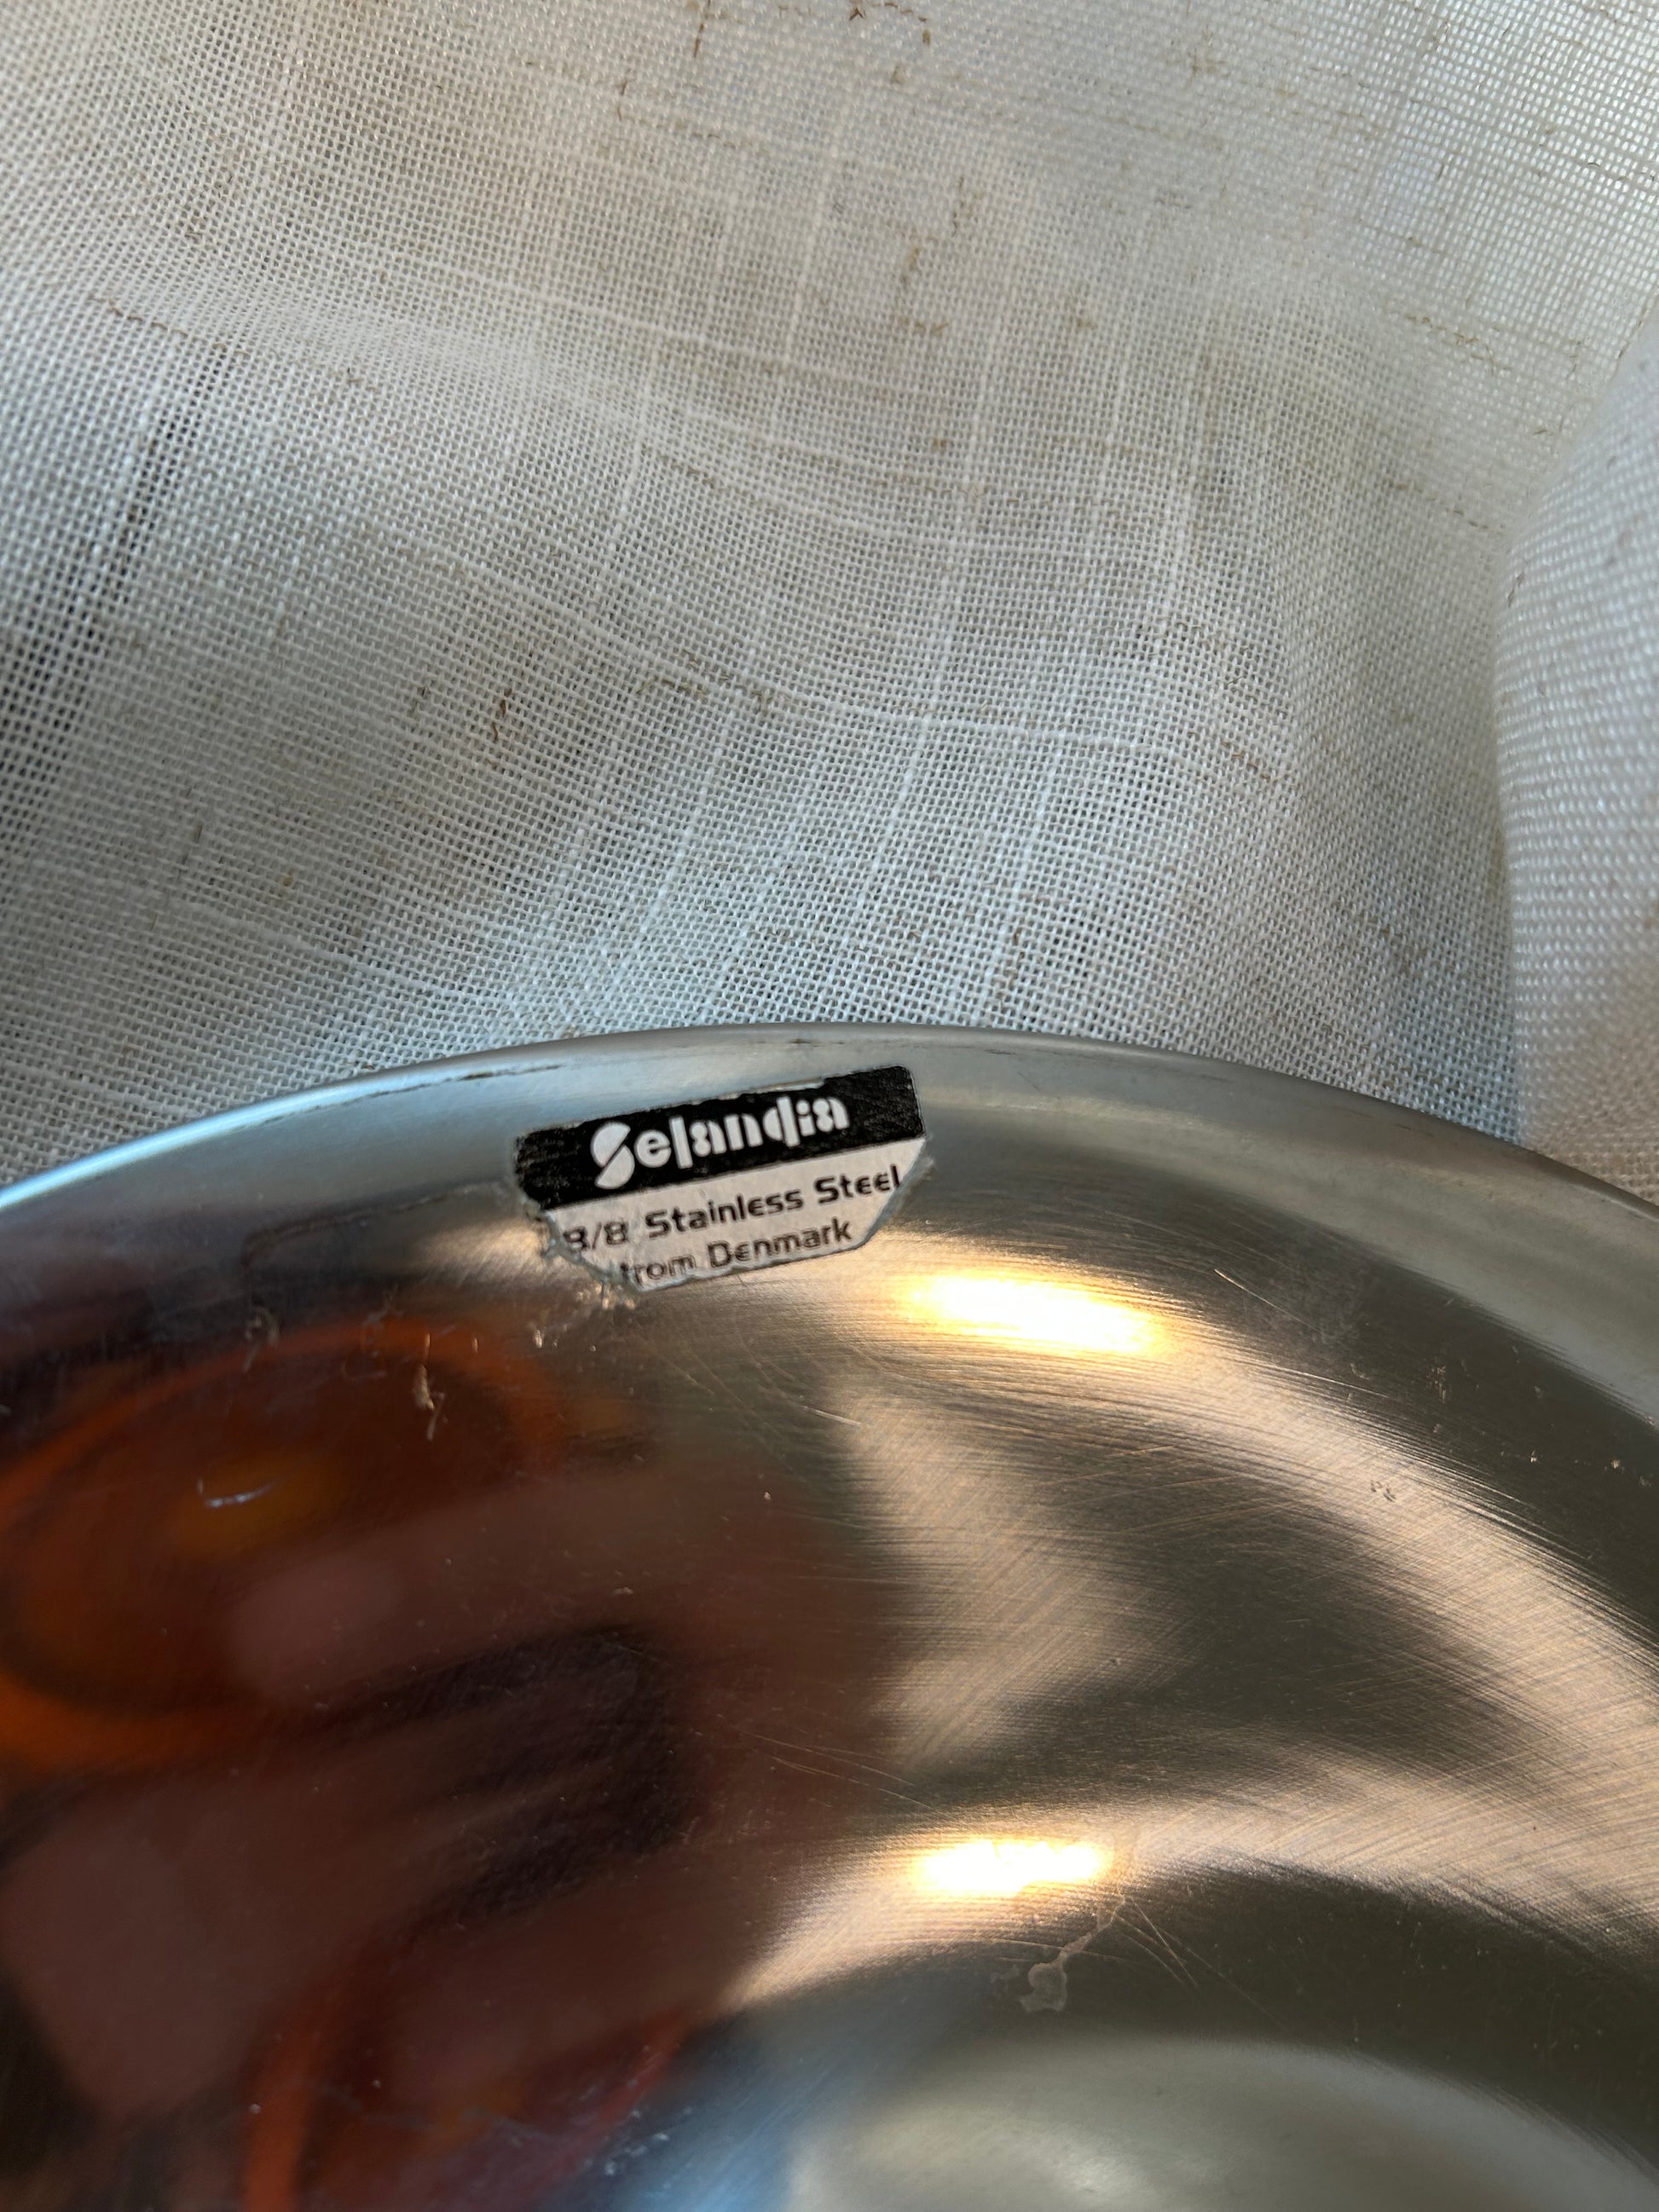 Selandia
8/8 Stainless Steel
from Denmark